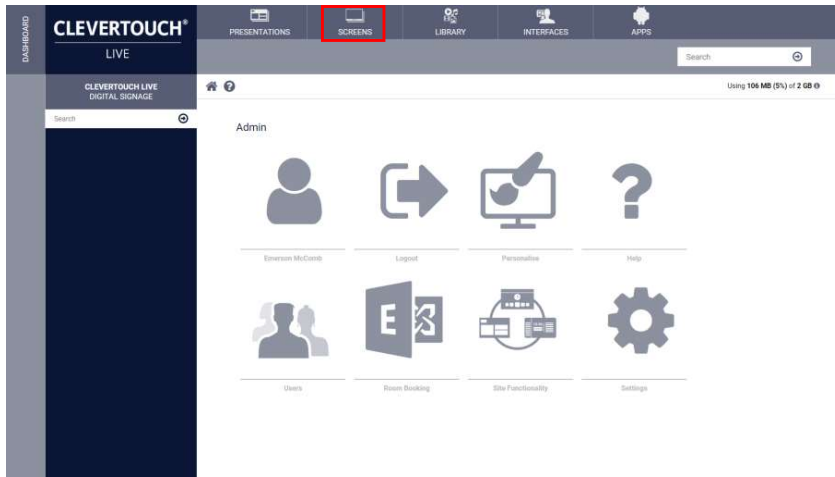 DASHBOARD
CLEVERTOUCH®
LIVE
PRESENTATIONS
SCREENS
LIBRARY
INTERFACES
APPS
Search
CLEVERTOUCH LIVE
DIGITAL SIGNAGE
Search
Using 106 MB (5%) of 2 GB
Admin
Emerson McComb
Logout
Personalise
Help
E
Users
Room Booking
Site Functionality
Settings